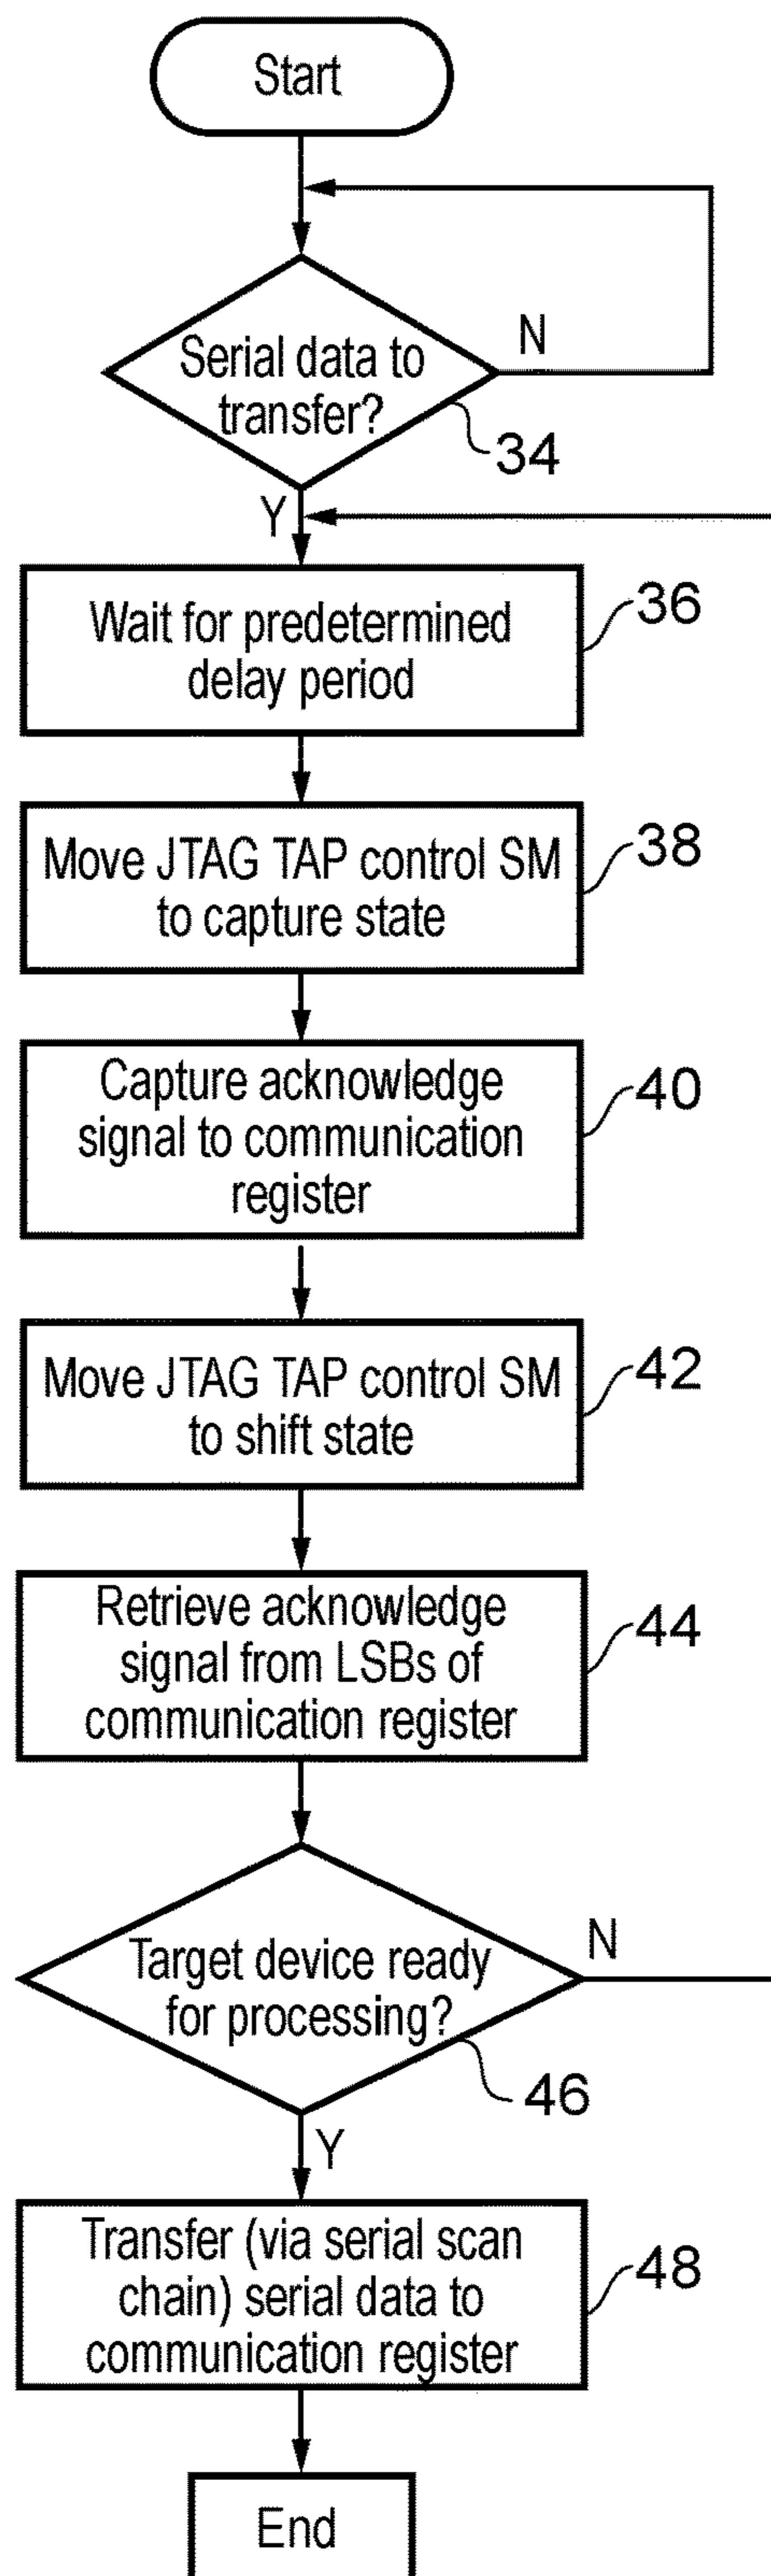 Start
Serial data to
transfer?
N
34
Y
Wait for predetermined
delay period
36
Move JTAG TAP control SM
to capture state
38
Capture acknowledge
signal to communication
register
40
Move JTAG TAP control SM
to shift state
42
Retrieve acknowledge
signal from LSBs of
communication register
44
Target device ready
for processing?
N
46
Y
Transfer (via serial scan
chain) serial data to
communication register
48
End